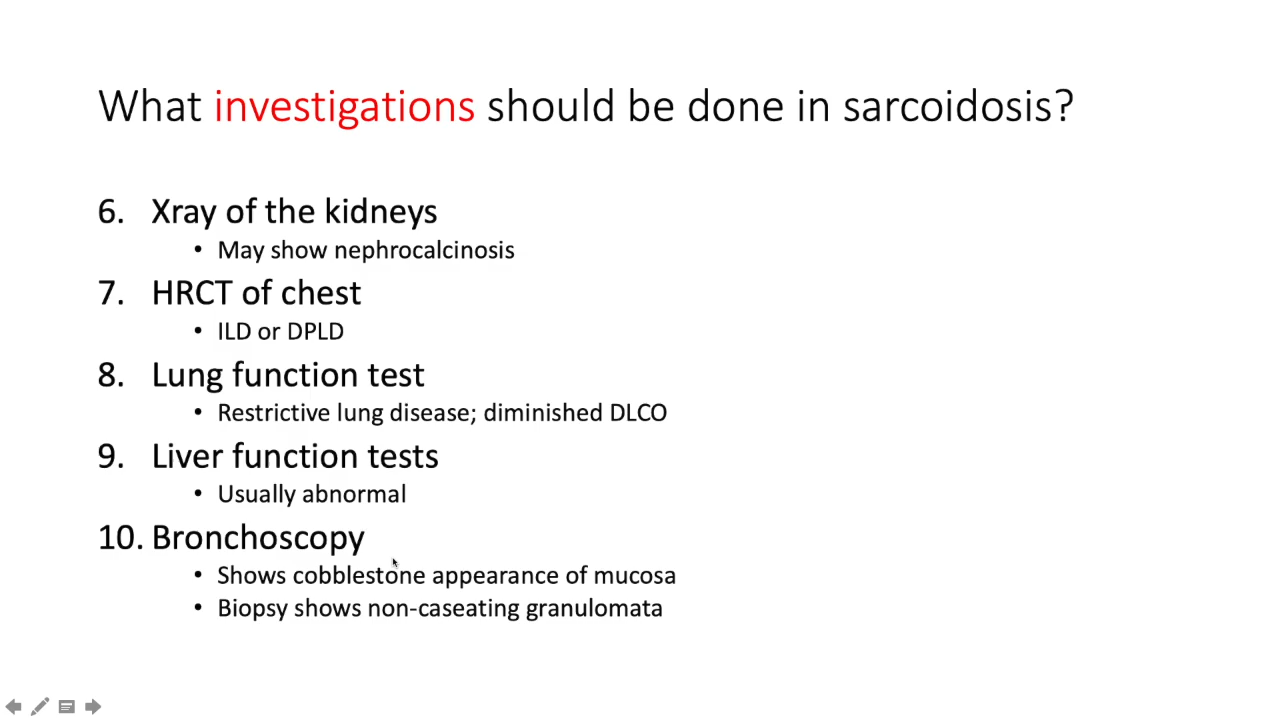 What investigations should be done in sarcoidosis?
6. Xray of the kidneys
• May show nephrocalcinosis
7. HRCT of chest
• ILD or DPLD
8. Lung function test
• Restrictive lung disease; diminished DLCO
9. Liver function tests
• Usually abnormal
10. Bronchoscopy
• Shows cobblestone appearance of mucosa
• Biopsy shows non-caseating granulomata